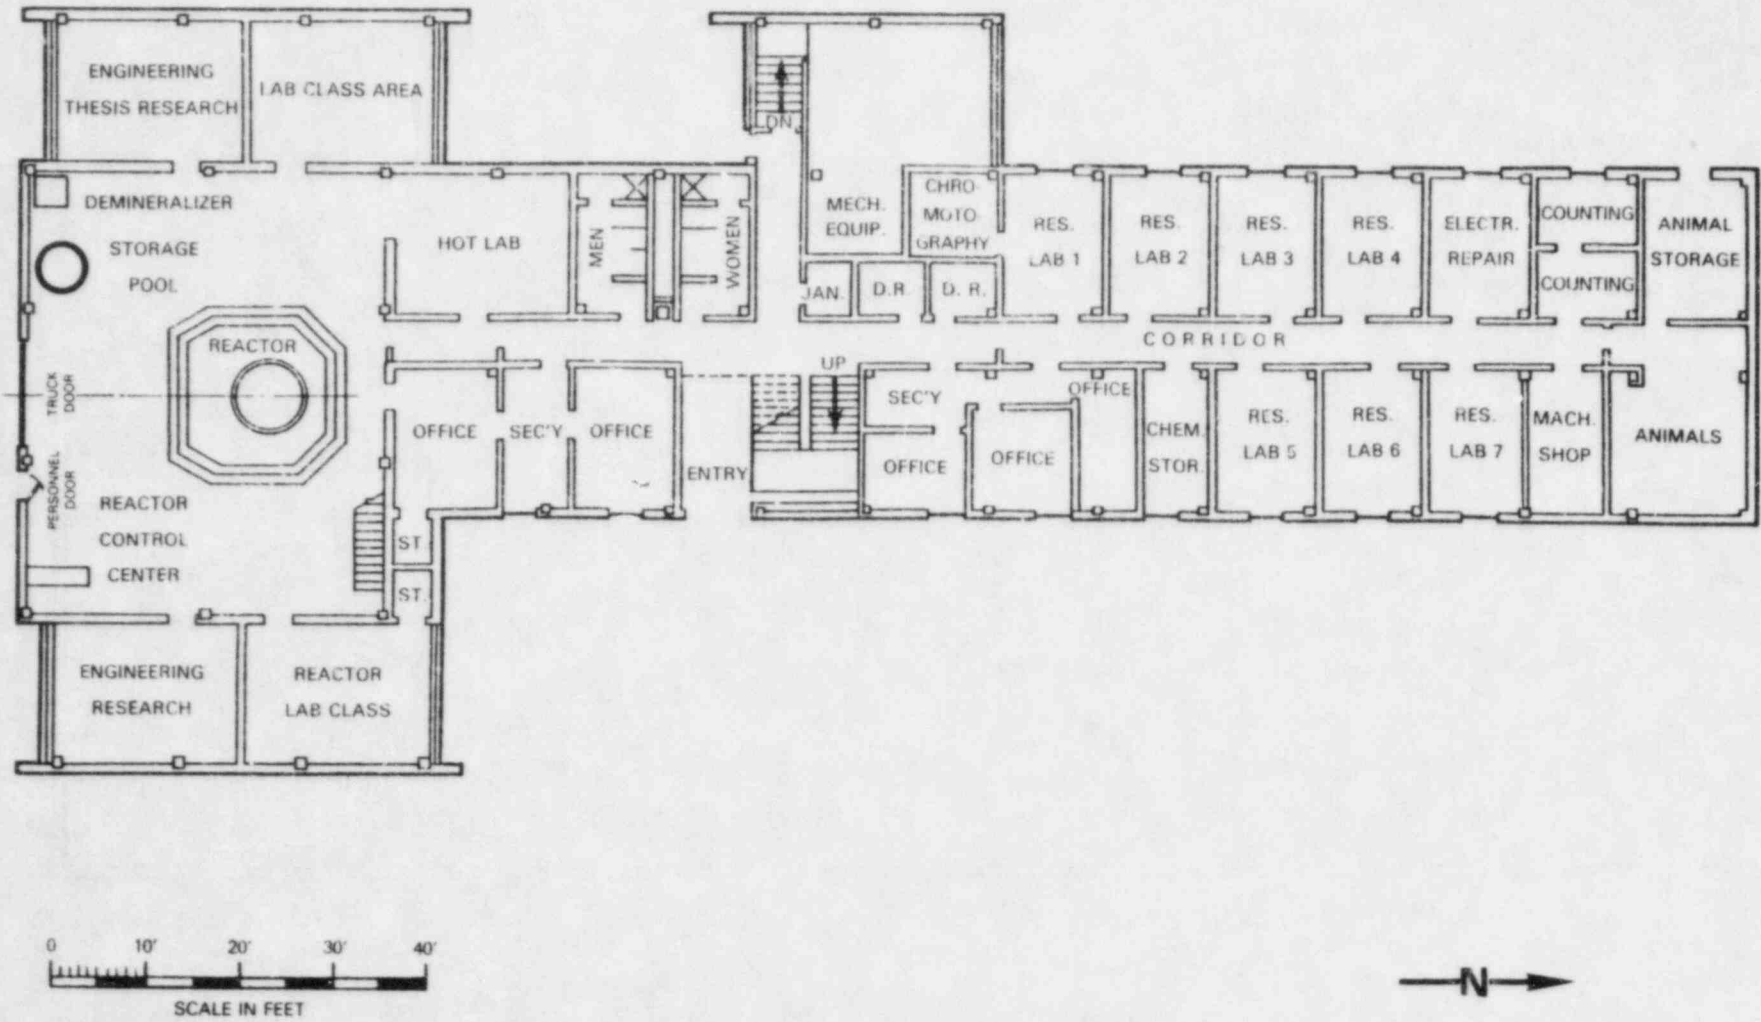 ENGINEERING
THESIS RESEARCH
LAB CLASS AREA
DN.
DEMINERALIZER
STORAGE
POOL
HOT LAB
MEN
WOMEN
MECH.
EQUIP.
CHRO-
MOTO-
GRAPHY
JAN.
D.R.
D. R.
RES.
LAB 1
RES.
LAB 2
RES.
LAB 3
RES.
LAB 4
ELECTR.
REPAIR
COUNTING
COUNTING
ANIMAL
STORAGE
REACTOR
CORRIDOR
TRUCK
DOOR
PERSONNEL
DOOR
OFFICE
SEC'Y
OFFICE
ENTRY
UP
SEC'Y
OFFICE
OFFICE
OFFICE
CHEM.
STOR.
RES.
LAB 5
RES.
LAB 6
RES.
LAB 7
MACH.
SHOP
ANIMALS
REACTOR
CONTROL
CENTER
ST.
ST.
ENGINEERING
RESEARCH
REACTOR
LAB CLASS
0 10' 20' 30' 40'
SCALE IN FEET
N